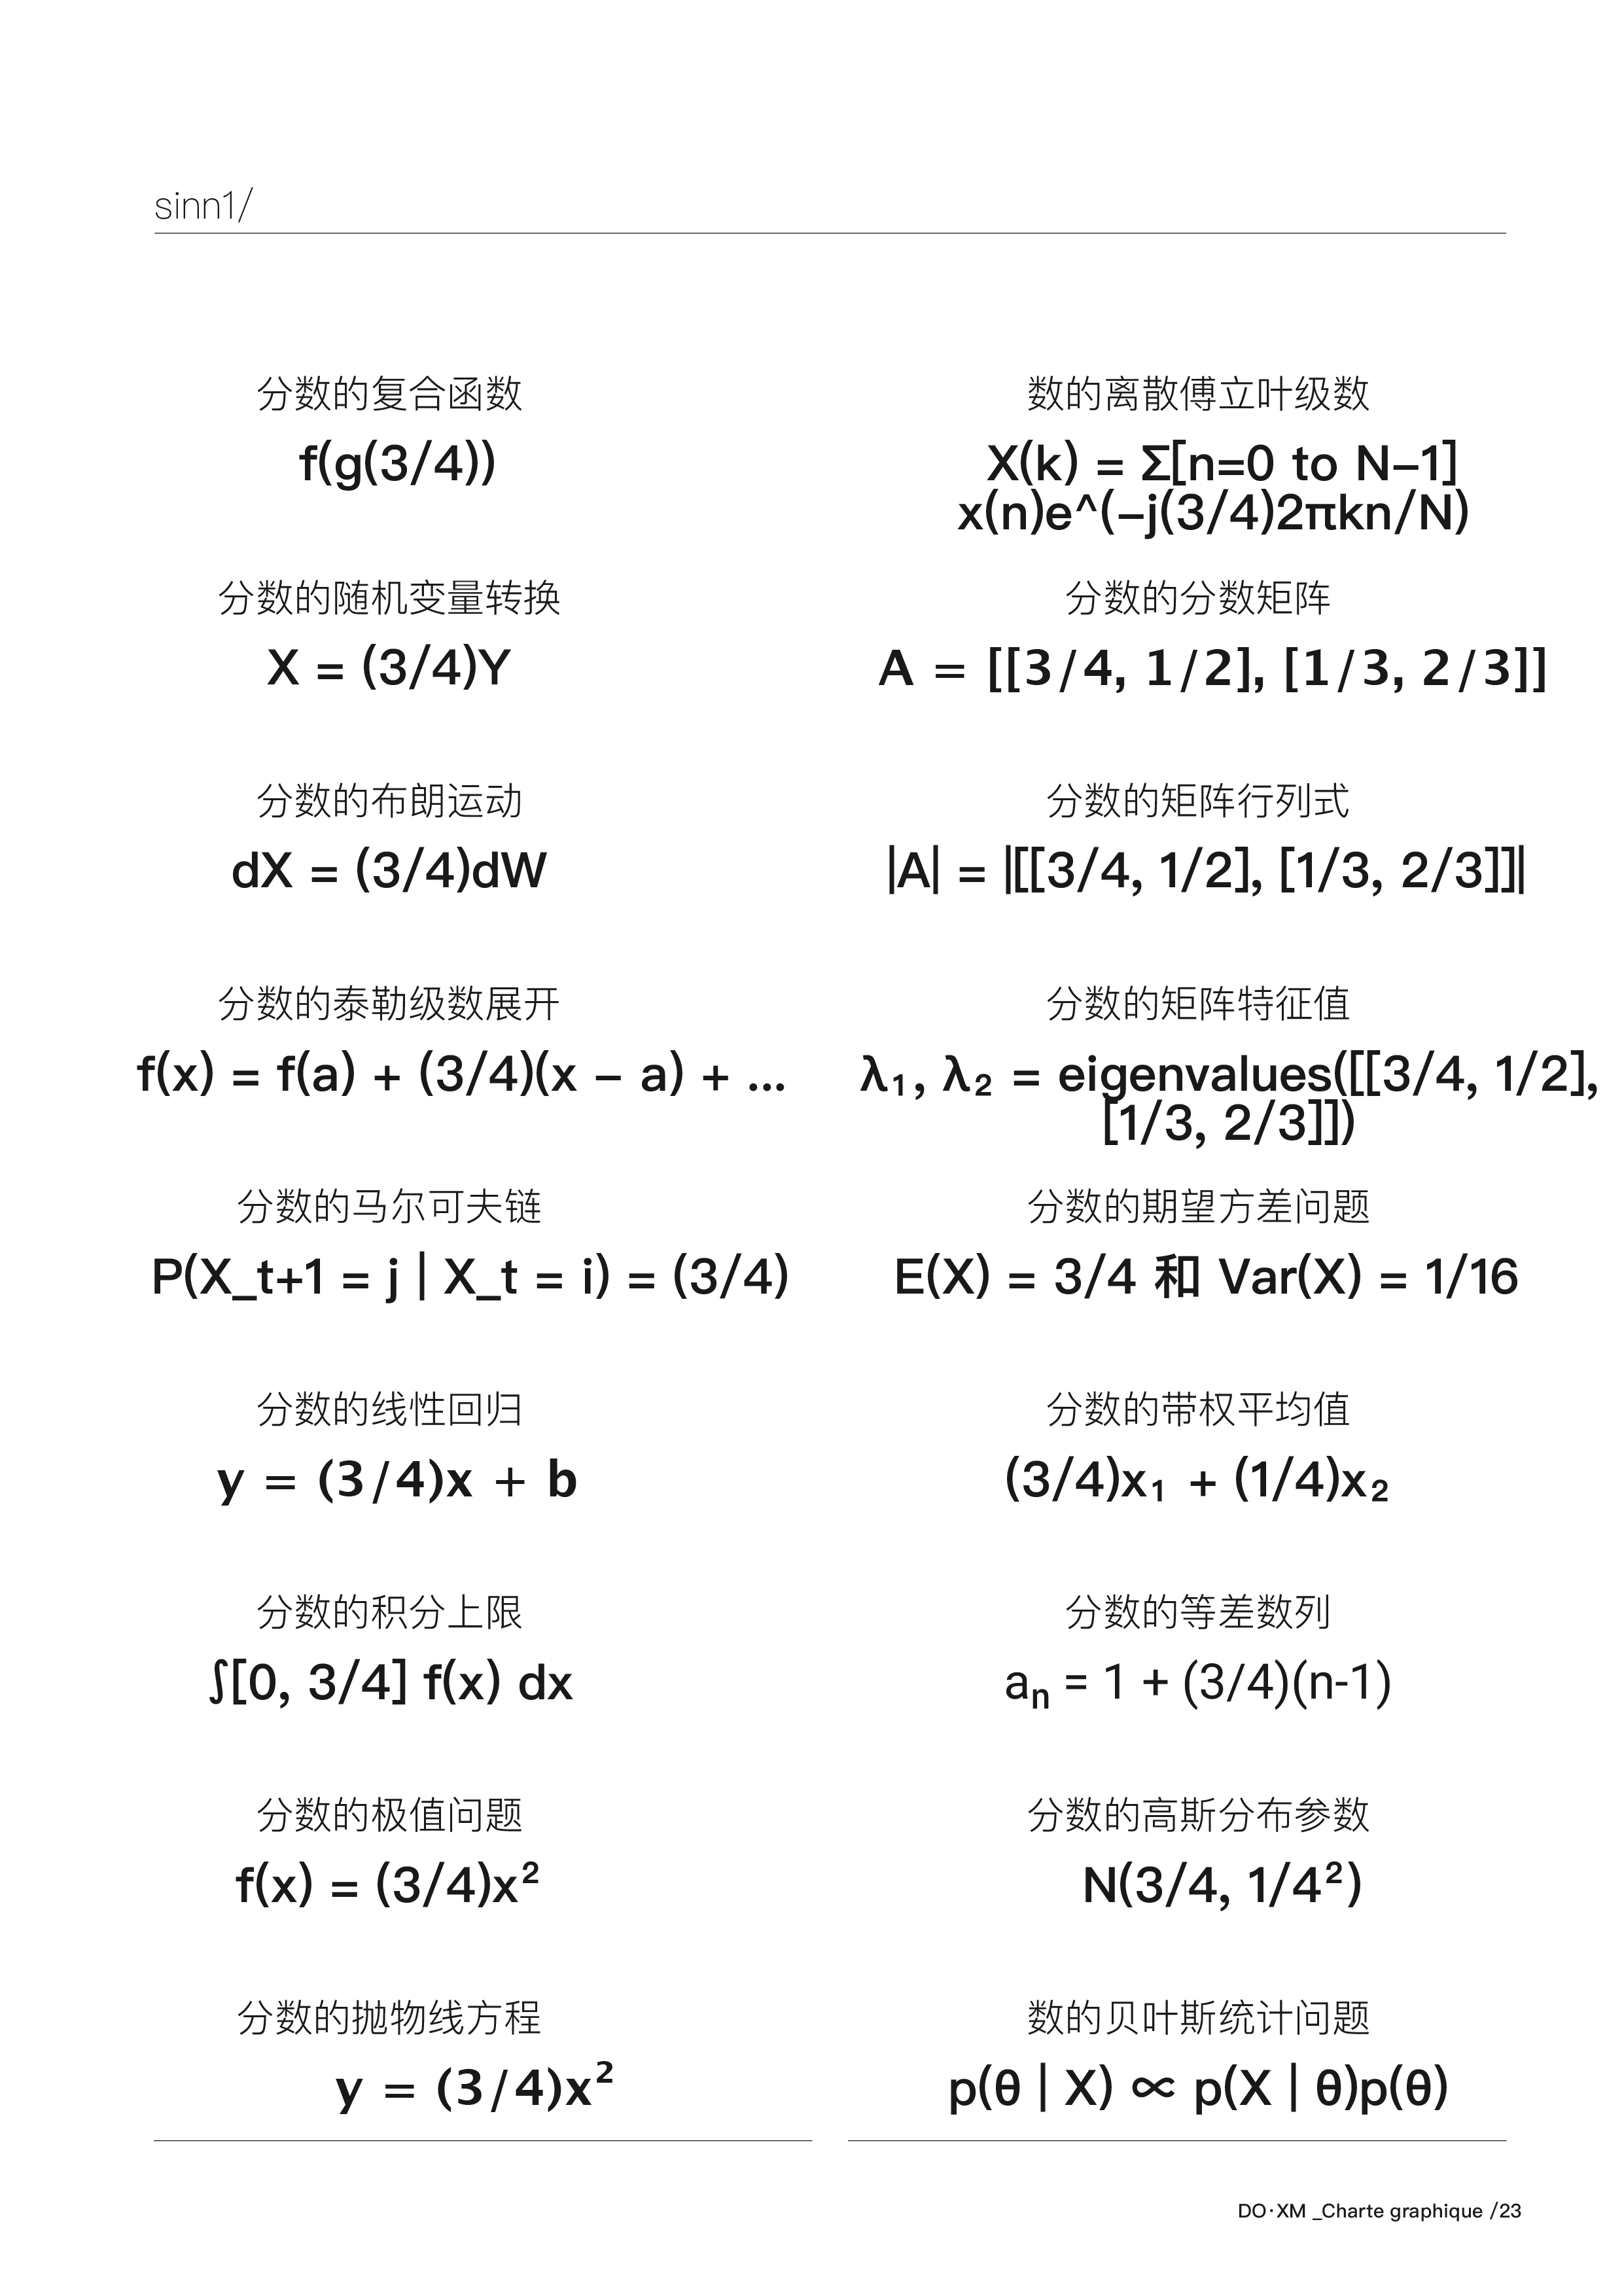 sinn1/
分数的复合函数
f(g(3/4))
分数的随机变量转换
X = (3/4)Y
分数的布朗运动
dX = (3/4)dW
分数的泰勒级数展开
f(x) = f(a) + (3/4)(x − a) + ...
分数的马尔可夫链
P(X_t+1 = j | X_t = i) = (3/4)
分数的线性回归
y = (3/4)x + b
分数的积分上限
∫[0, 3/4] f(x) dx
分数的极值问题
f(x) = (3/4)x²
分数的抛物线方程
y = (3/4)x²
数的离散傅立叶级数
X(k) = Σ[n=0 to N−1]
x(n)e^(−j(3/4)2πkn/N)
分数的分数矩阵
A = [[3/4, 1/2], [1/3, 2/3]]
分数的矩阵行列式
|A| = |[[3/4, 1/2], [1/3, 2/3]]|
分数的矩阵特征值
λ₁, λ₂ = eigenvalues([[3/4, 1/2],
[1/3, 2/3]])
分数的期望方差问题
E(X) = 3/4 和 Var(X) = 1/16
分数的带权平均值
(3/4)x₁ + (1/4)x₂
分数的等差数列
aₙ = 1 + (3/4)(n-1)
分数的高斯分布参数
N(3/4, 1/4²)
数的贝叶斯统计问题
p(θ | X) ∝ p(X | θ)p(θ)
DO·XM _Charte graphique /23